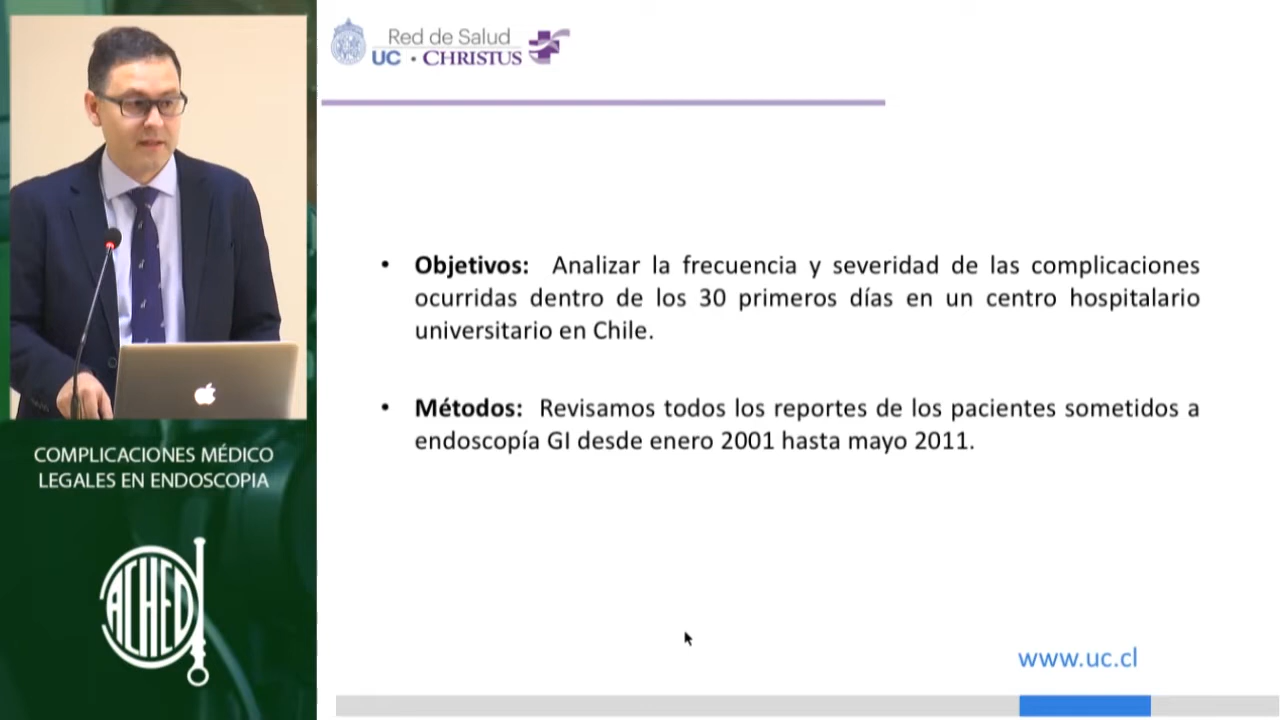 Red de Salud
UC · CHRISTUS
• Objetivos: Analizar la frecuencia y severidad de las complicaciones
ocurridas dentro de los 30 primeros días en un centro hospitalario
universitario en Chile.
• Métodos: Revisamos todos los reportes de los pacientes sometidos a
endoscopía GI desde enero 2001 hasta mayo 2011.
www.uc.cl
COMPLICACIONES MÉDICO
LEGALES EN ENDOSCOPIA
ACHED